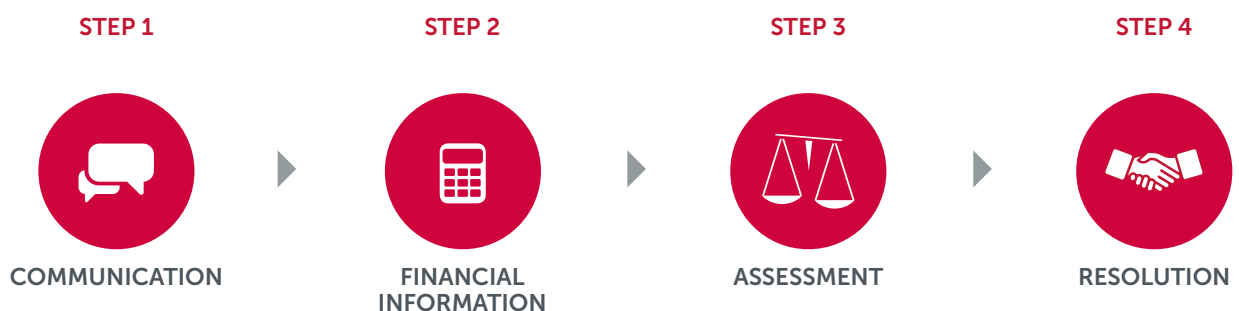 STEP 1
COMMUNICATION
STEP 2
FINANCIAL
INFORMATION
STEP 3
ASSESSMENT
STEP 4
RESOLUTION